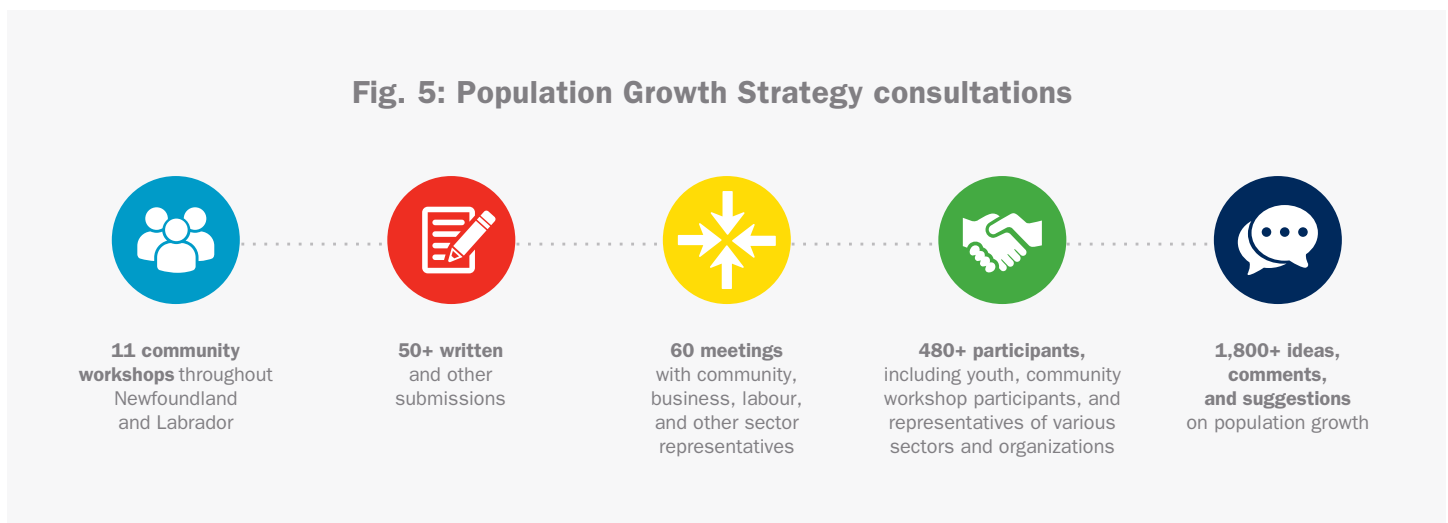 Fig. 5: Population Growth Strategy consultations
11 community
workshops throughout
Newfoundland
and Labrador
50+ written
and other
submissions
60 meetings
with community,
business, labour,
and other sector
representatives
480+ participants,
including youth, community
workshop participants, and
representatives of various
sectors and organizations
1,800+ ideas,
comments,
and suggestions
on population growth